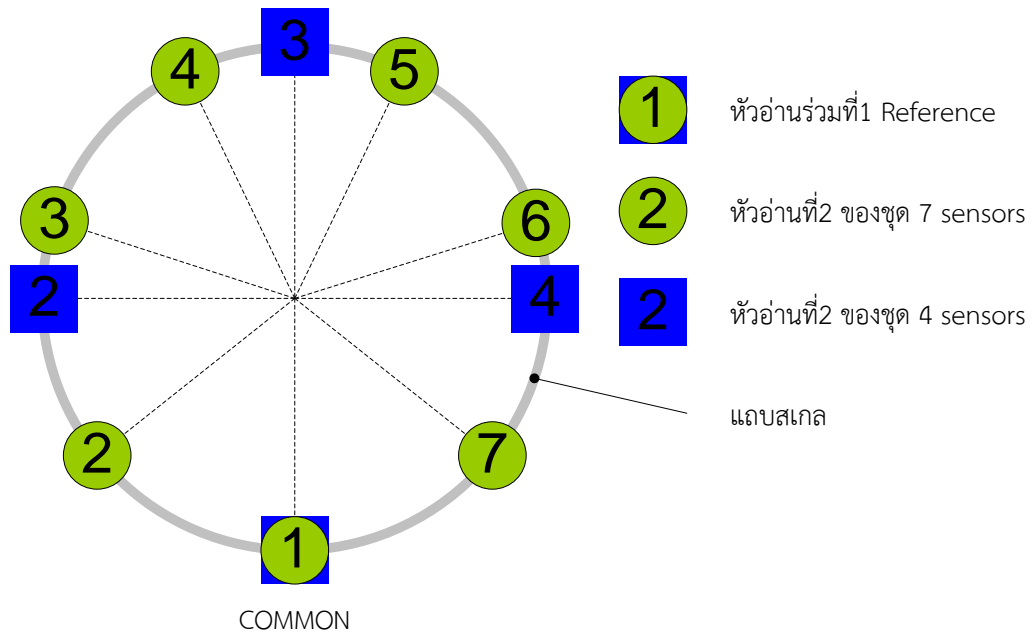 3
4
5
1 หัวอ่านร่วมที่1 Reference
3
6
2 หัวอ่านที่2 ของชุด 7 sensors
2
4
2 หัวอ่านที่2 ของชุด 4 sensors
แถบสเกล
2
7
1
COMMON